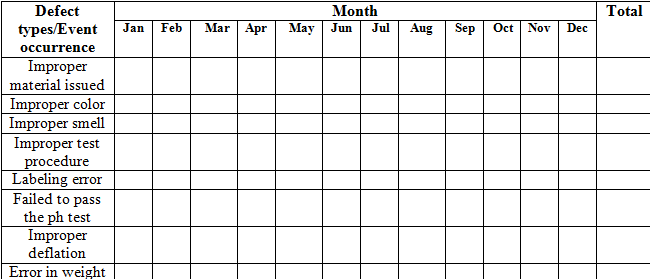 Defect types/Event occurrence
Month
Total
Jan Feb Mar Apr May Jun Jul Aug Sep Oct Nov Dec
Improper
material issued
Improper color
Improper smell
Improper test
procedure
Labeling error
Failed to pass
the ph test
Improper
deflation
Error in weight